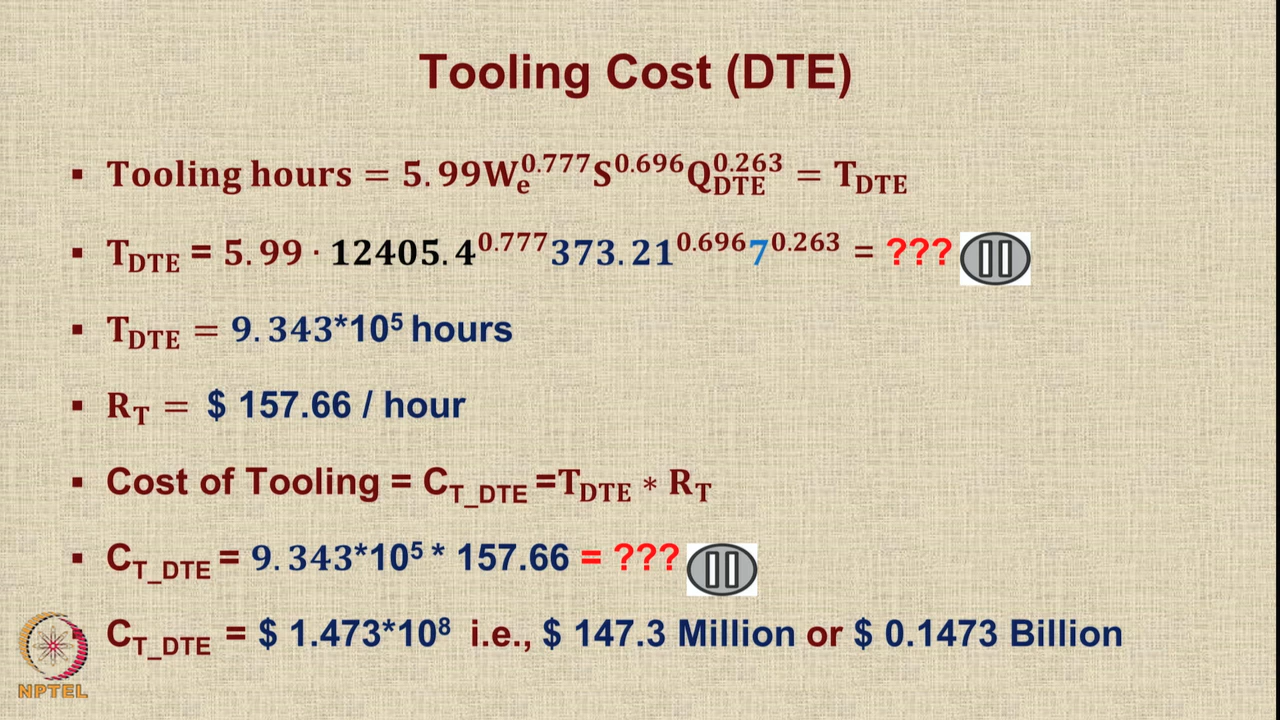 Tooling Cost (DTE)
▪ Tooling hours = 5.99W_e^0.777 S^0.696 Q_DTE^0.263 = T_DTE
▪ T_DTE = 5.99 · 12405.4^0.777 373.21^0.696 7^0.263 = ???
▪ T_DTE = 9.343*10^5 hours
▪ R_T = $ 157.66 / hour
▪ Cost of Tooling = C_T_DTE =T_DTE * R_T
▪ C_T_DTE = 9.343*10^5 * 157.66 = ???
C_T_DTE = $ 1.473*10^8 i.e., $ 147.3 Million or $ 0.1473 Billion
NPTEL